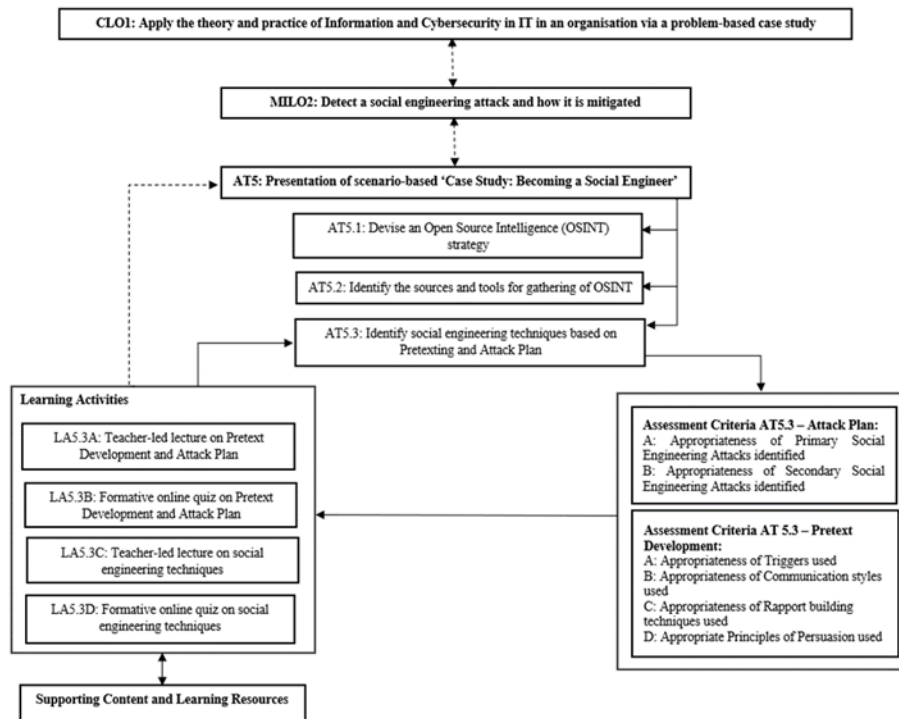 CLO1: Apply the theory and practice of Information and Cybersecurity in IT in an organisation via a problem-based case study
MILO2: Detect a social engineering attack and how it is mitigated
AT5: Presentation of scenario-based ‘Case Study: Becoming a Social Engineer’
AT5.1: Devise an Open Source Intelligence (OSINT)
strategy
AT5.2: Identify the sources and tools for gathering of OSINT
AT5.3: Identify social engineering techniques based on
Pretexting and Attack Plan
Learning Activities
LA5.3A: Teacher-led lecture on Pretext
Development and Attack Plan
LA5.3B: Formative online quiz on Pretext
Development and Attack Plan
LA5.3C: Teacher-led lecture on social
engineering techniques
LA5.3D: Formative online quiz on social
engineering techniques
Assessment Criteria AT5.3 – Attack Plan:
A: Appropriateness of Primary Social
Engineering Attacks identified
B: Appropriateness of Secondary Social
Engineering Attacks identified
Assessment Criteria AT 5.3 – Pretext
Development:
A: Appropriateness of Triggers used
B: Appropriateness of Communication styles
used
C: Appropriateness of Rapport building
techniques used
D: Appropriate Principles of Persuasion used
Supporting Content and Learning Resources